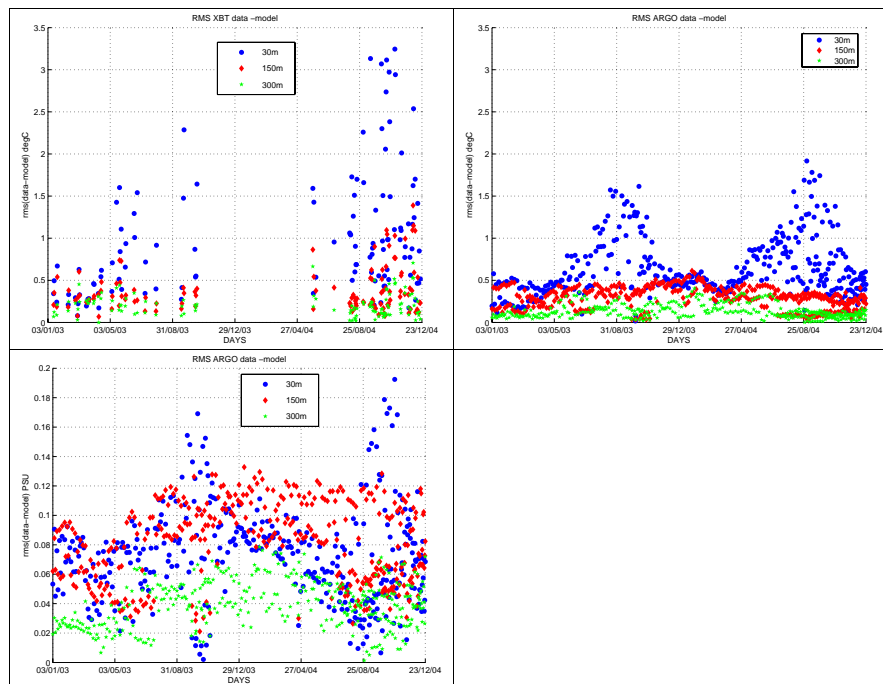 RMS XBT data −model
30m
150m
300m
3.5
3
2.5
2
1.5
1
0.5
0
rms(data−model) degC
03/01/03 03/05/03 31/08/03 29/12/03 27/04/04 25/08/04 23/12/04
DAYS
RMS ARGO data −model
30m
150m
300m
3.5
3
2.5
2
1.5
1
0.5
0
rms(data−model) degC
03/01/03 03/05/03 31/08/03 29/12/03 27/04/04 25/08/04 23/12/04
DAYS
RMS ARGO data −model
30m
150m
300m
0.2
0.18
0.16
0.14
0.12
0.1
0.08
0.06
0.04
0.02
0
rms(data−model) PSU
03/01/03 03/05/03 31/08/03 29/12/03 27/04/04 25/08/04 23/12/04
DAYS